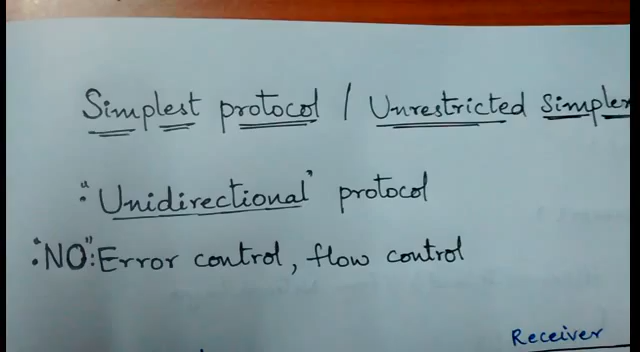 Simplest protocol / Unrestricted Simplex
: "Unidirectional" protocol
: "NO": Error control, flow control
Receiver